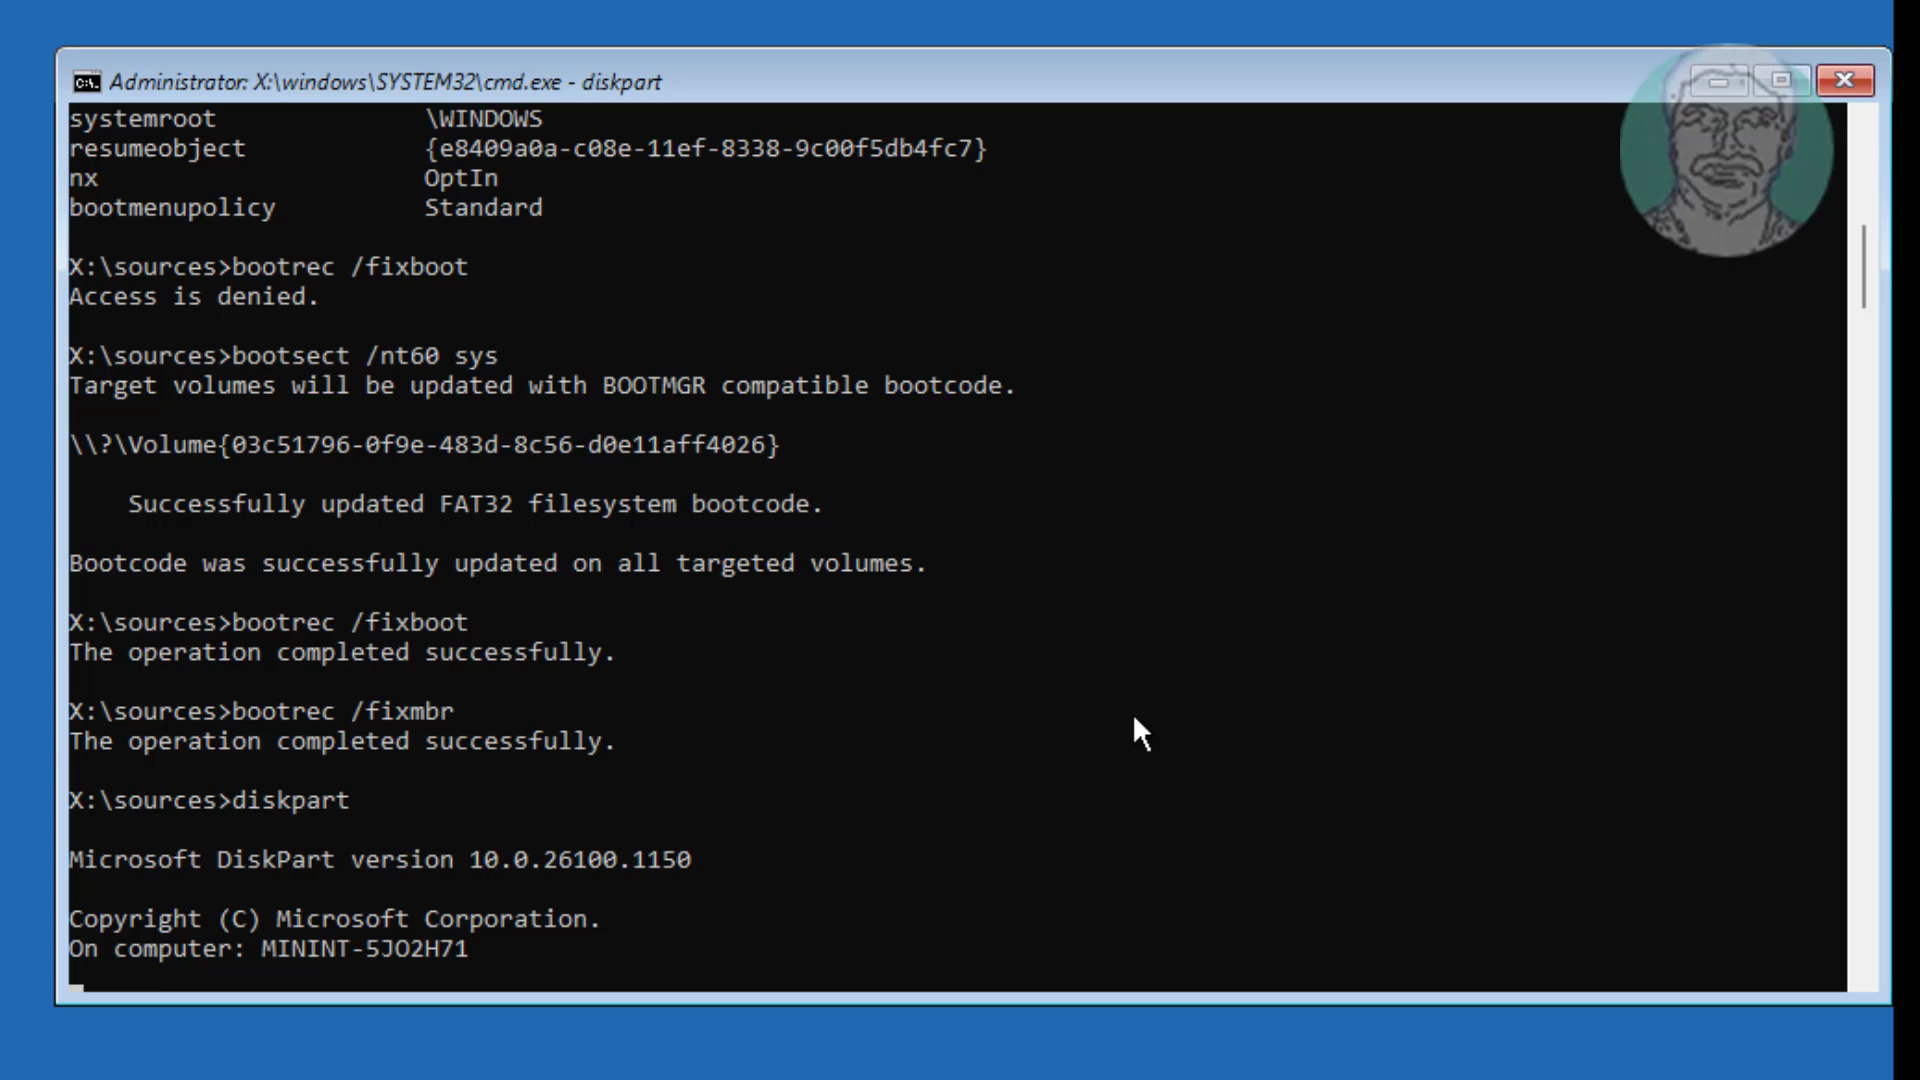 Administrator: X:\windows\SYSTEM32\cmd.exe - diskpart
systemroot \WINDOWS
resumeobject {e8409a0a-c08e-11ef-8338-9c00f5db4fc7}
nx OptIn
bootmenupolicy Standard
X:\sources>bootrec /fixboot
Access is denied.
X:\sources>bootsect /nt60 sys
Target volumes will be updated with BOOTMGR compatible bootcode.
\\?\Volume{03c51796-0f9e-483d-8c56-d0e11aff4026}
Successfully updated FAT32 filesystem bootcode.
Bootcode was successfully updated on all targeted volumes.
X:\sources>bootrec /fixboot
The operation completed successfully.
X:\sources>bootrec /fixmbr
The operation completed successfully.
X:\sources>diskpart
Microsoft DiskPart version 10.0.26100.1150
Copyright (C) Microsoft Corporation.
On computer: MININT-5JO2H71